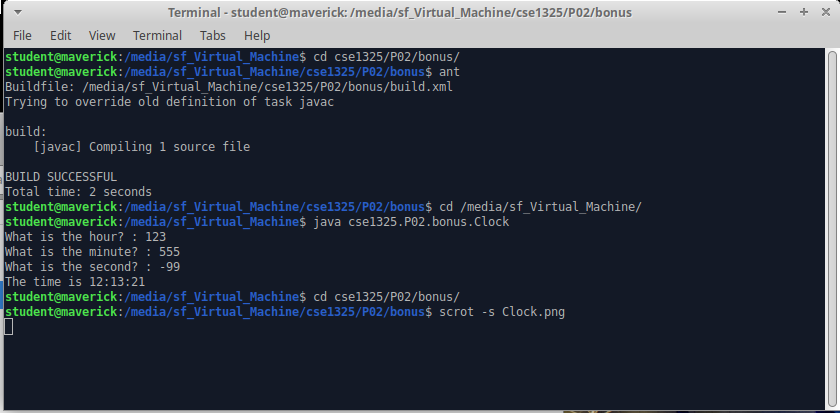 Terminal - student@maverick: /media/sf_Virtual_Machine/cse1325/P02/bonus
File Edit View Terminal Tabs Help
student@maverick:/media/sf_Virtual_Machine$ cd cse1325/P02/bonus/
student@maverick:/media/sf_Virtual_Machine/cse1325/P02/bonus$ ant
Buildfile: /media/sf_Virtual_Machine/cse1325/P02/bonus/build.xml
Trying to override old definition of task javac
build:
[javac] Compiling 1 source file
BUILD SUCCESSFUL
Total time: 2 seconds
student@maverick:/media/sf_Virtual_Machine/cse1325/P02/bonus$ cd /media/sf_Virtual_Machine/
student@maverick:/media/sf_Virtual_Machine$ java cse1325.P02.bonus.Clock
What is the hour? : 123
What is the minute? : 555
What is the second? : -99
The time is 12:13:21
student@maverick:/media/sf_Virtual_Machine$ cd cse1325/P02/bonus/
student@maverick:/media/sf_Virtual_Machine/cse1325/P02/bonus$ scrot -s Clock.png